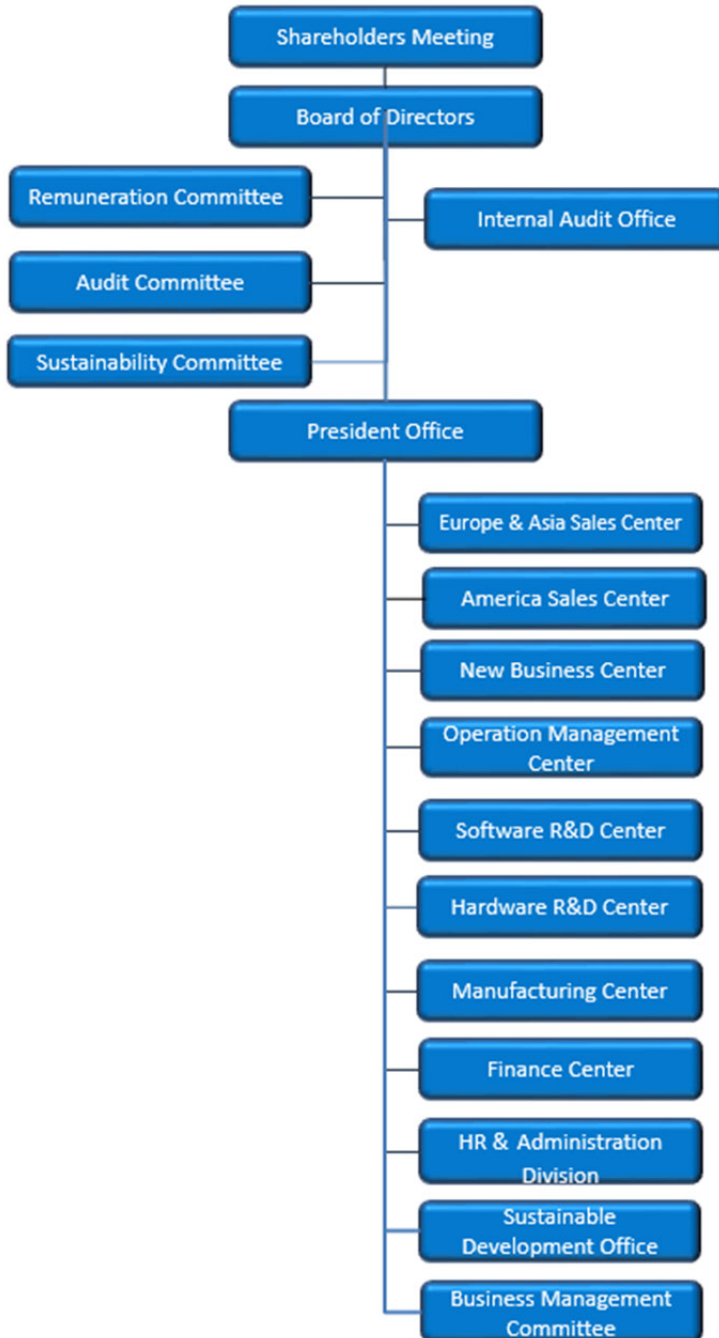 Shareholders Meeting
Board of Directors
Remuneration Committee
Internal Audit Office
Audit Committee
Sustainability Committee
President Office
Europe & Asia Sales Center
America Sales Center
New Business Center
Operation Management
Center
Software R&D Center
Hardware R&D Center
Manufacturing Center
Finance Center
HR & Administration
Division
Sustainable
Development Office
Business Management
Committee